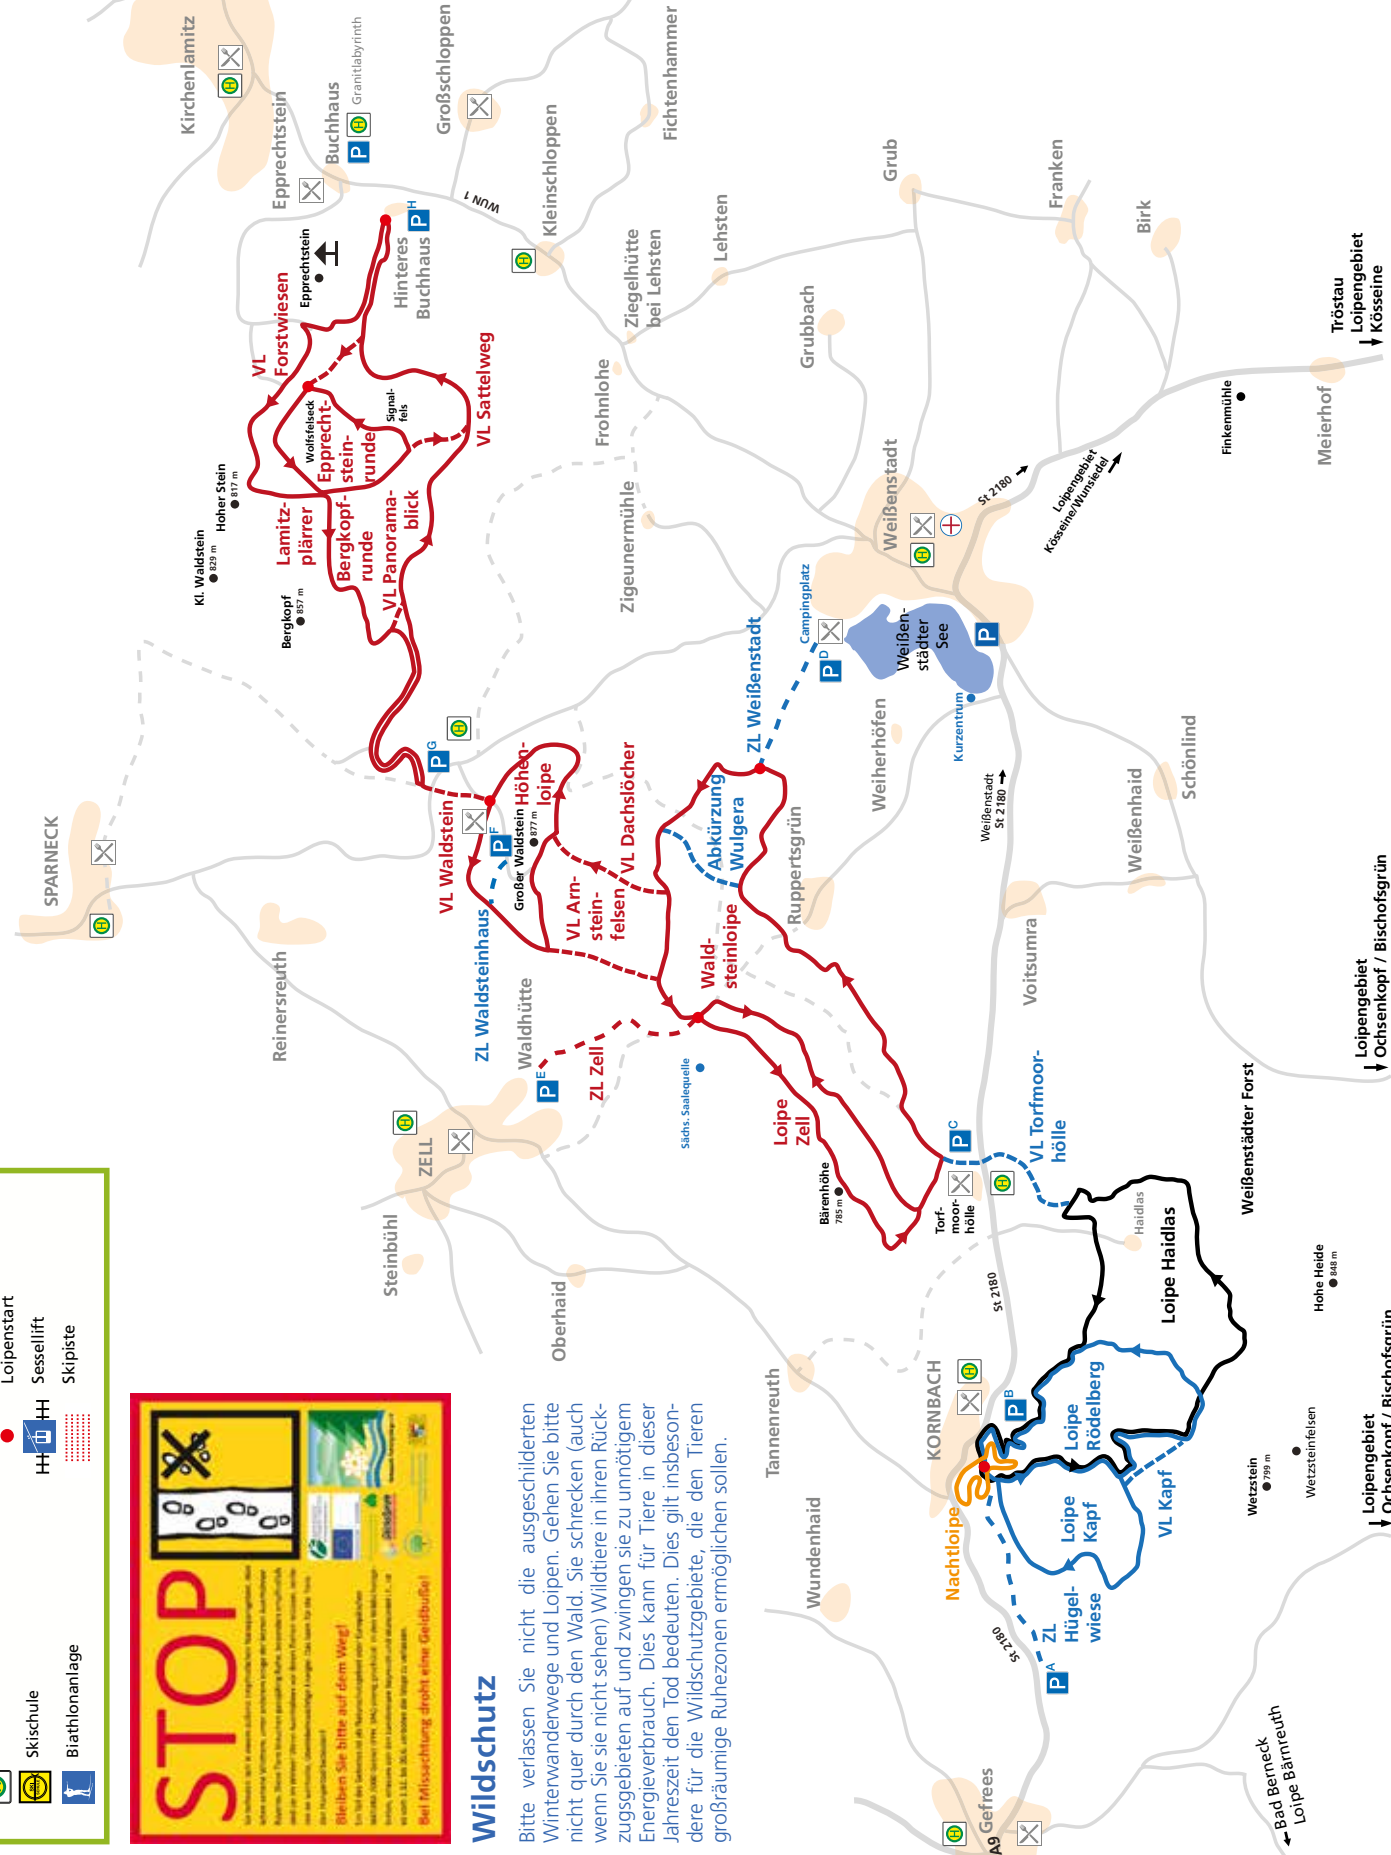 Loipenstart
Sessellift
Skipiste
Skischule
Biathlonanlage
STOP
Bleiben Sie bitte auf dem Weg!
Bei Missachtung droht eine Geldbuße!
Wildschutz
Bitte verlassen Sie nicht die ausgeschilderten
Winterwanderwege und Loipen. Gehen Sie bitte
nicht quer durch den Wald. Sie schrecken (auch
wenn Sie sie nicht sehen) Wildtiere in ihren Rück-
zugsgebieten auf und zwingen sie zu unnötigem
Energieverbrauch. Dies kann für Tiere in dieser
Jahreszeit den Tod bedeuten. Dies gilt insbeson-
dere für die Wildschutzgebiete, die den Tieren
großräumige Ruhezonen ermöglichen sollen.
SPARNECK
Reinersreuth
ZELL
Steinbühl
Oberhaid
Waldhütte
Tannenreuth
Wundenhaid
KORNBACH
Gefrees
A9
Bad Berneck
Loipe Bärnreuth
Kirchenlamitz
Epprechtstein
Buchhaus
Granitlabyrinth
Großschloppen
Kleinschloppen
Fichtenhammer
WUN 1
Hinteres
Buchhaus
P H
Epprechtstein
VL
Forstwiesen
Wolfsfelseck
Epprecht-
stein-
runde
Signal-
fels
VL Sattelweg
Lamitz-
plärrer
Bergkopf-
runde
VL Panorama-
blick
Hoher Stein
817 m
Kl. Waldstein
829 m
Bergkopf
857 m
Ziegelhütte
bei Lehsten
Lehsten
Frohnlohe
Zigeunermühle
Grub
Grubbach
Franken
Birk
Weißenstadt
Tröstau
Loipengebiet
Kösseine
Meierhof
Finkenmühle
St 2180
Loipengebiet
Kösseine/Wunsiedel
Campingplatz
P D
Weißen-
städter
See
P
Kurzentrum
Weiherhöfen
Schönlind
Weißenhaid
Weißenstadt
St 2180
Voitsumra
Ruppertsgrün
P G
VL Waldstein
P F
Großer Waldstein
877 m
Höhen-
loipe
ZL Waldsteinhaus
VL Arn-
stein-
felsen
VL Dachslöcher
ZL Weißenstadt
Abkürzung
Wulgera
Wald-
steinloipe
P E
ZL Zell
Sächs. Saalequelle
Loipe
Zell
Bärenhöhe
785 m
Torf-
moor-
hölle
P C
VL Torfmoor-
hölle
Haidlas
Loipe Haidlas
Weißenstädter Forst
Hohe Heide
848 m
St 2180
P B
Loipe
Rödelberg
Loipe
Kapf
VL Kapf
Nachtloipe
ZL
Hügel-
wiese
P A
St 2180
Wetzstein
799 m
Wetzsteinfelsen
Loipengebiet
Ochsenkopf / Bischofsgrün
Loipengebiet
Ochsenkopf / Bischofsgrün